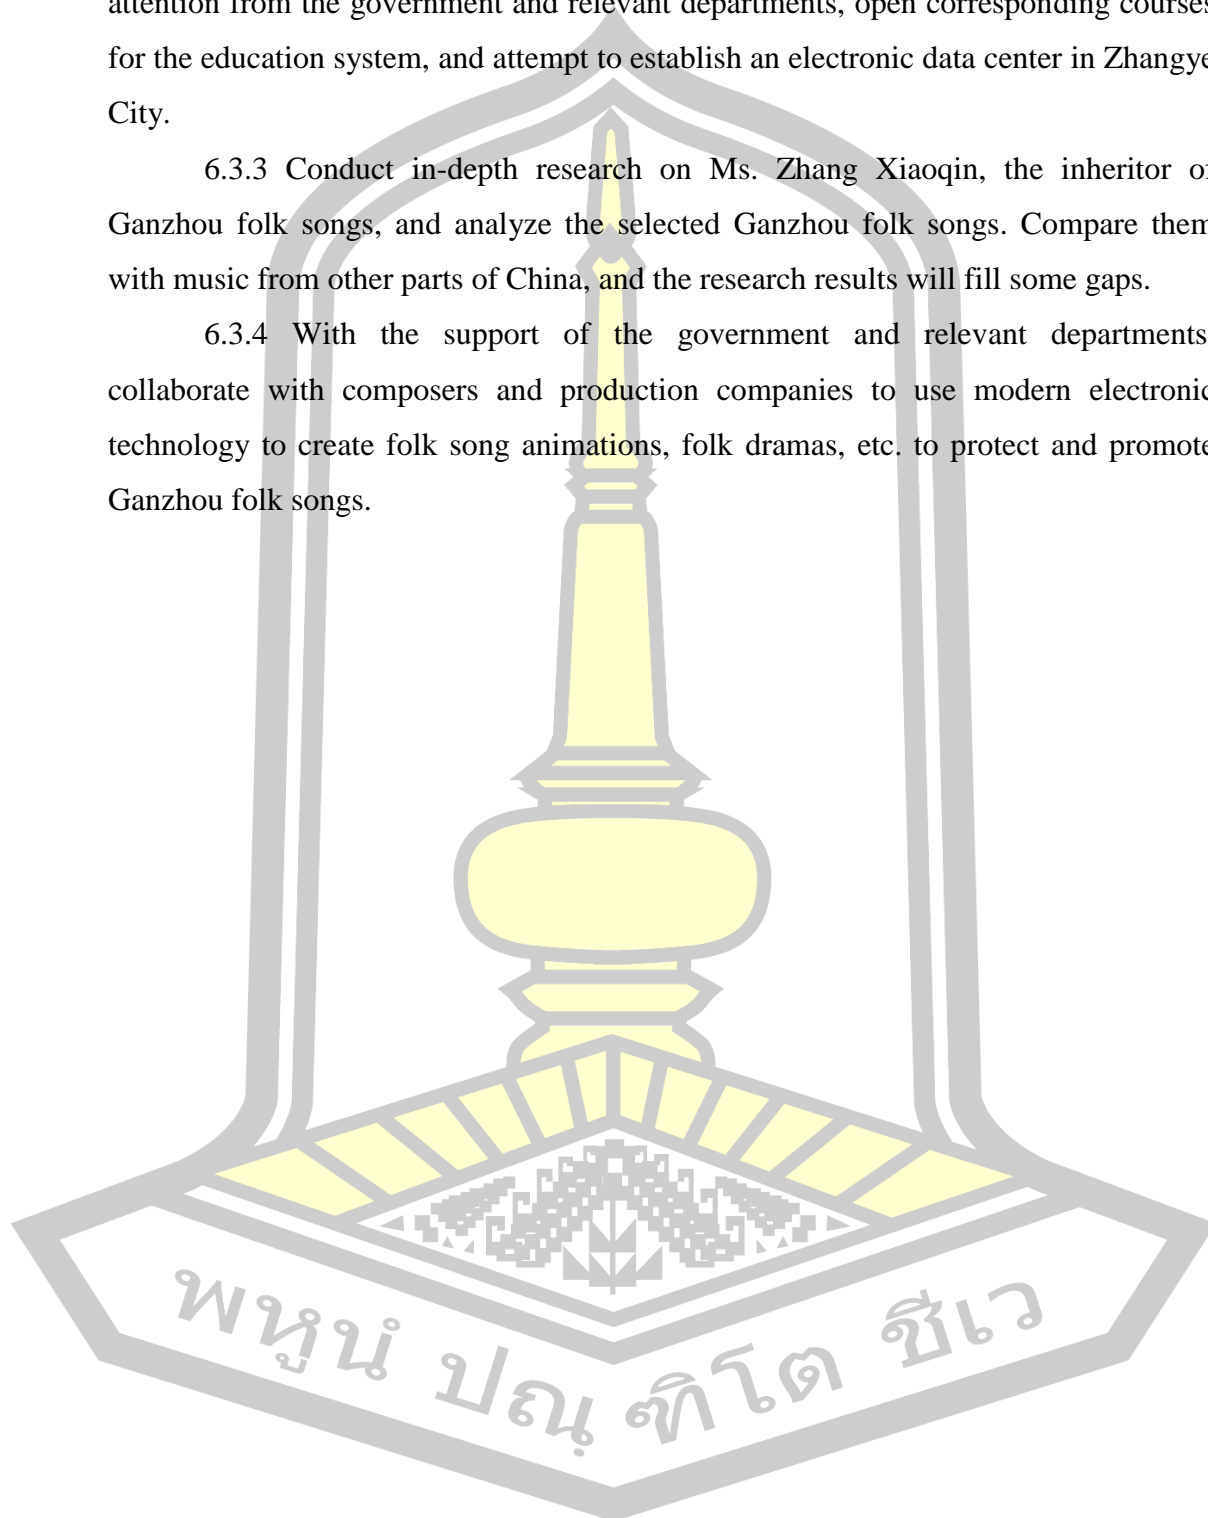 attention from the government and relevant departments, open corresponding courses
for the education system, and attempt to establish an electronic data center in Zhangye
City.
6.3.3 Conduct in-depth research on Ms. Zhang Xiaoqin, the inheritor of
Ganzhou folk songs, and analyze the selected Ganzhou folk songs. Compare them
with music from other parts of China, and the research results will fill some gaps.
6.3.4 With the support of the government and relevant departments,
collaborate with composers and production companies to use modern electronic
technology to create folk song animations, folk dramas, etc. to protect and promote
Ganzhou folk songs.
พหูนํ ปณฺฑิโต ชีเว